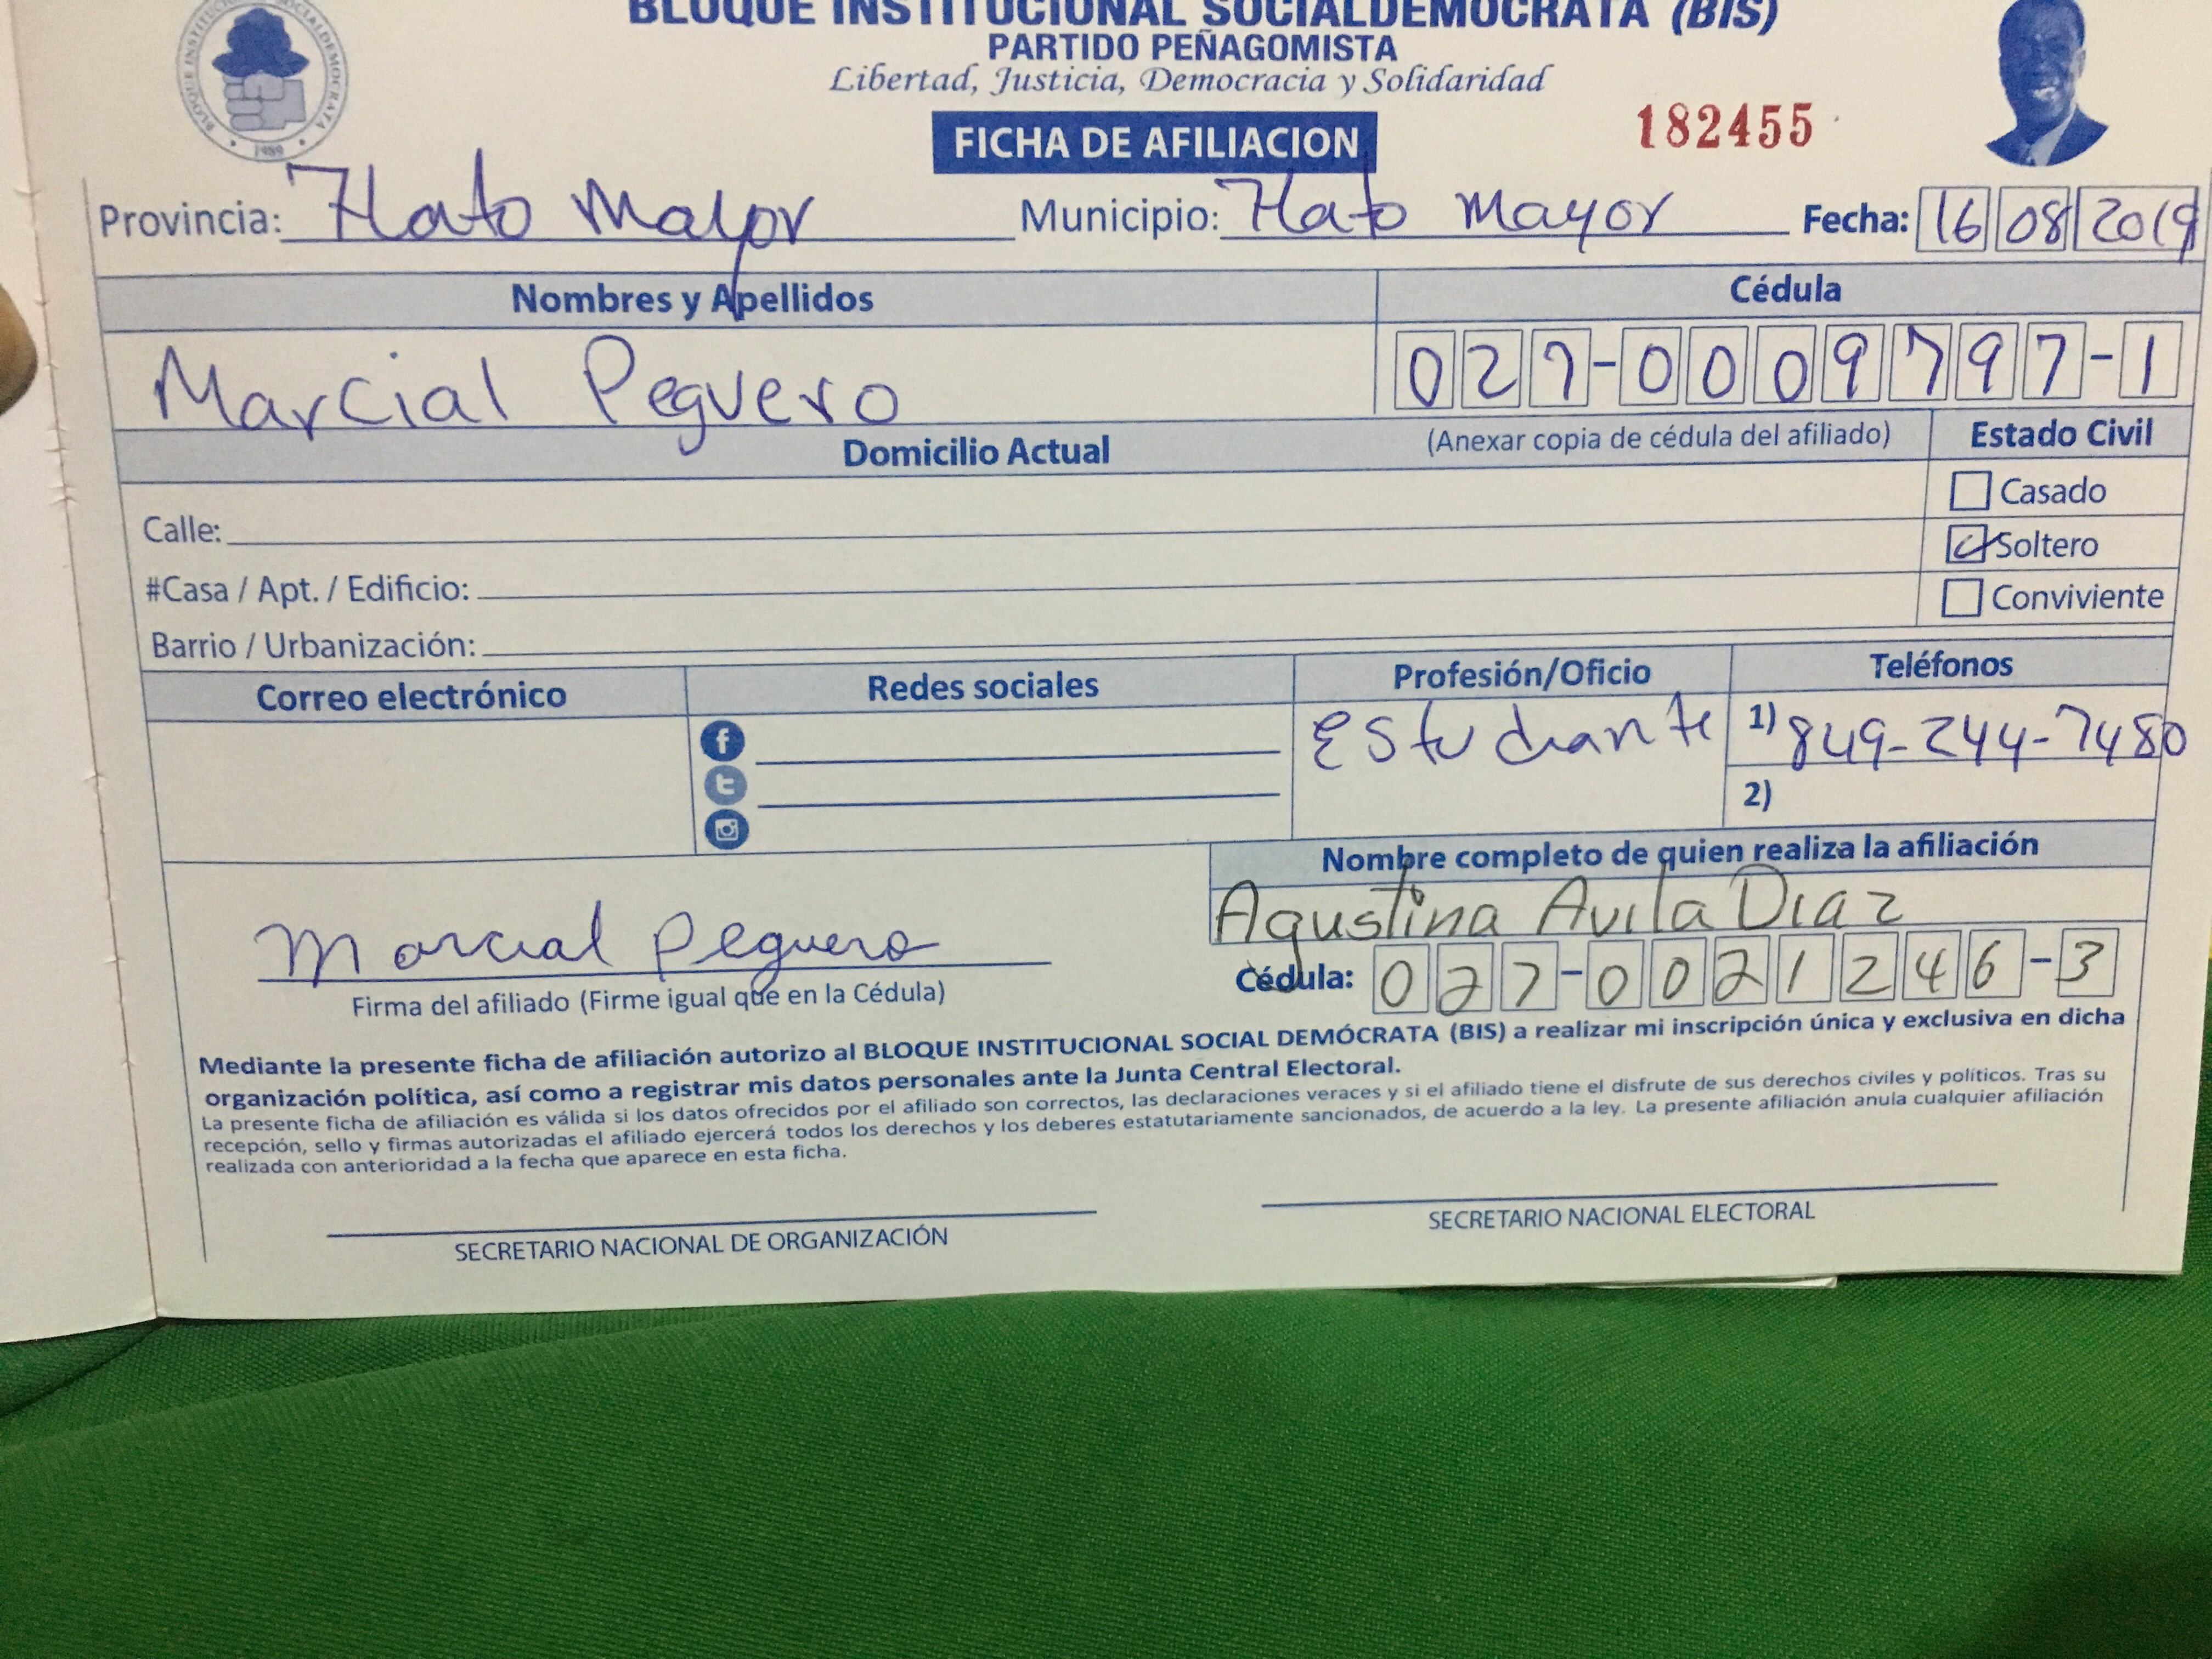 BLOQUE INSTITUCIONAL SOCIALDEMOCRATA (BIS)
PARTIDO PEÑAGOMISTA
Libertad, Justicia, Democracia y Solidaridad
FICHA DE AFILIACION
182455
BLOQUE INSTITUCIONAL SOCIALDEMOCRATA
1989
Provincia: Hato Mayor Municipio: Hato Mayor Fecha: 16 08 2019
Nombres y Apellidos Cédula
Marcial Peguero 027-0009797-1
Domicilio Actual (Anexar copia de cédula del afiliado) Estado Civil
Casado
Calle:
Soltero
#Casa / Apt. / Edificio:
Conviviente
Barrio / Urbanización:
Correo electrónico Redes sociales Profesión/Oficio Teléfonos
Estudiante 1) 849-244-7480
2)
Nombre completo de quien realiza la afiliación
Agustina Avila Diaz
Marcial Peguero
Cédula: 027-0021246-3
Firma del afiliado (Firme igual que en la Cédula)
Mediante la presente ficha de afiliación autorizo al BLOQUE INSTITUCIONAL SOCIAL DEMÓCRATA (BIS) a realizar mi inscripción única y exclusiva en dicha
organización política, así como a registrar mis datos personales ante la Junta Central Electoral.
La presente ficha de afiliación es válida si los datos ofrecidos por el afiliado son correctos, las declaraciones veraces y si el afiliado tiene el disfrute de sus derechos civiles y políticos. Tras su
recepción, sello y firmas autorizadas el afiliado ejercerá todos los derechos y los deberes estatutariamente sancionados, de acuerdo a la ley. La presente afiliación anula cualquier afiliación
realizada con anterioridad a la fecha que aparece en esta ficha.
SECRETARIO NACIONAL DE ORGANIZACIÓN SECRETARIO NACIONAL ELECTORAL